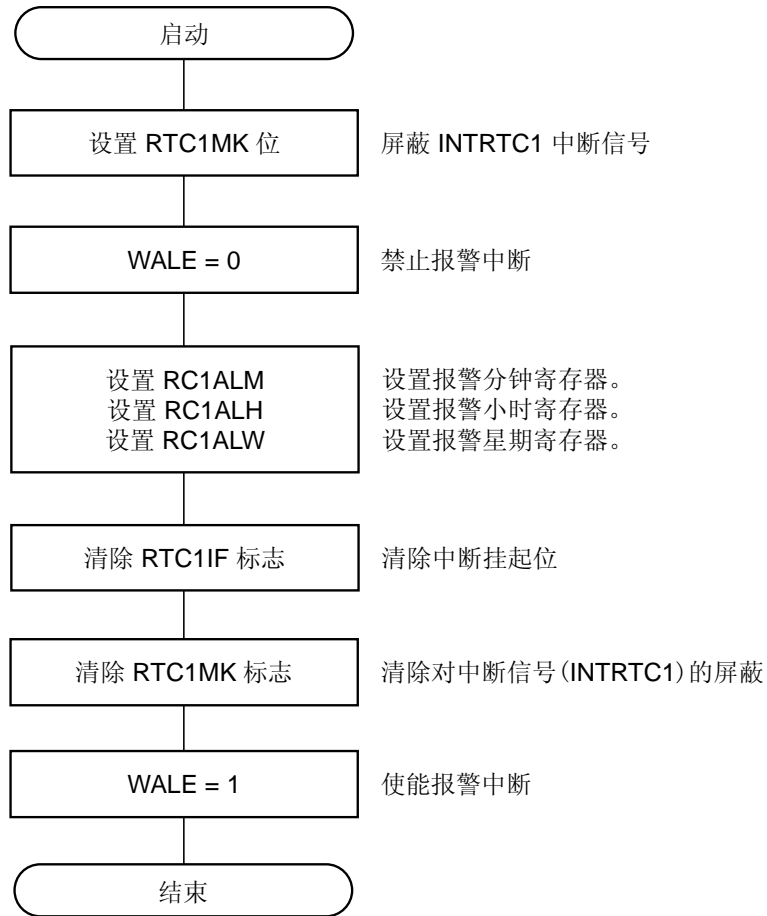 启动
设置 RTC1MK 位 屏蔽 INTRTC1 中断信号
WALE = 0 禁止报警中断
设置 RC1ALM 设置报警分钟寄存器。
设置 RC1ALH 设置报警小时寄存器。
设置 RC1ALW 设置报警星期寄存器。
清除 RTC1IF 标志 清除中断挂起位
清除 RTC1MK 标志 清除对中断信号(INTRTC1)的屏蔽
WALE = 1 使能报警中断
结束